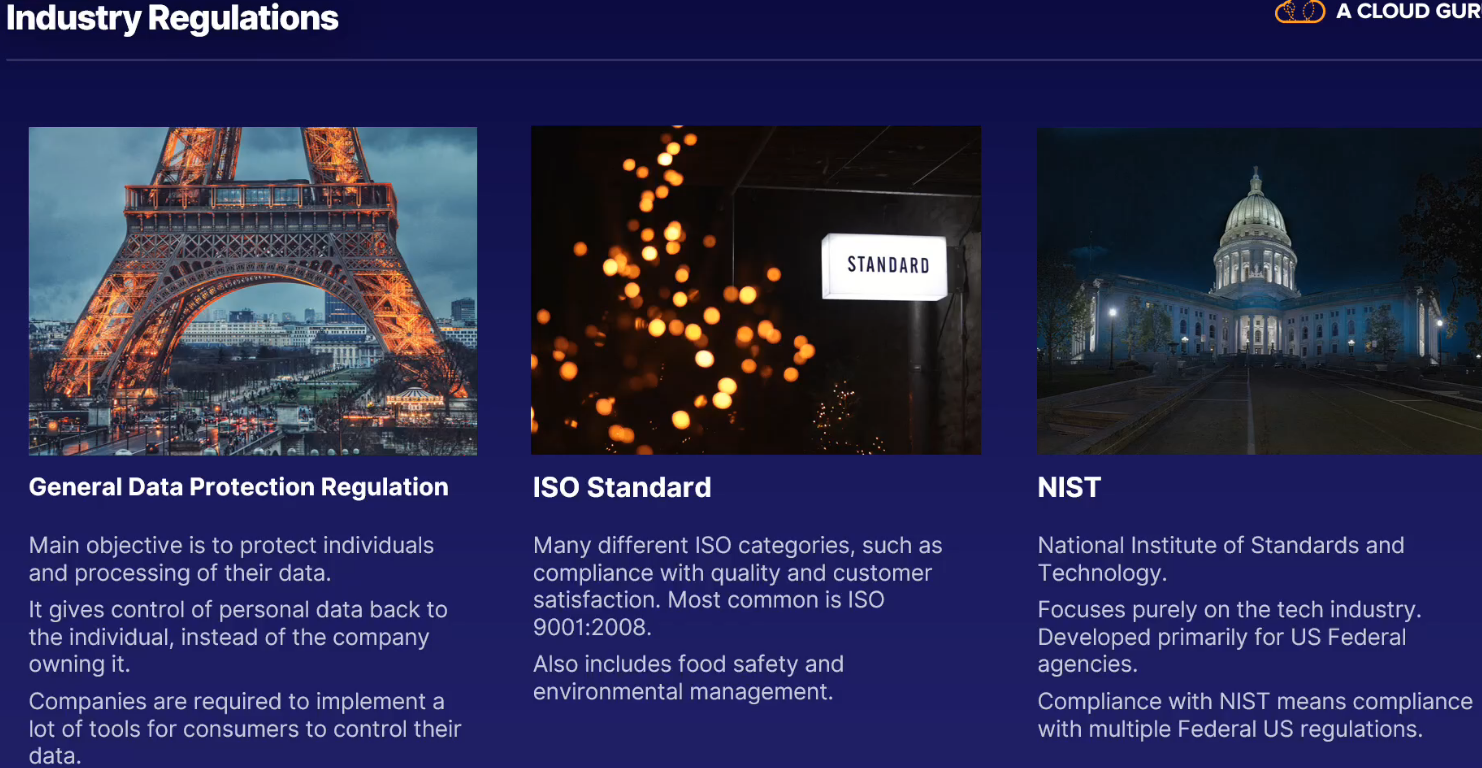 Industry Regulations
A CLOUD GUR
STANDARD
General Data Protection Regulation
Main objective is to protect individuals
and processing of their data.
It gives control of personal data back to
the individual, instead of the company
owning it.
Companies are required to implement a
lot of tools for consumers to control their
data.
ISO Standard
Many different ISO categories, such as
compliance with quality and customer
satisfaction. Most common is ISO
9001:2008.
Also includes food safety and
environmental management.
NIST
National Institute of Standards and
Technology.
Focuses purely on the tech industry.
Developed primarily for US Federal
agencies.
Compliance with NIST means compliance
with multiple Federal US regulations.